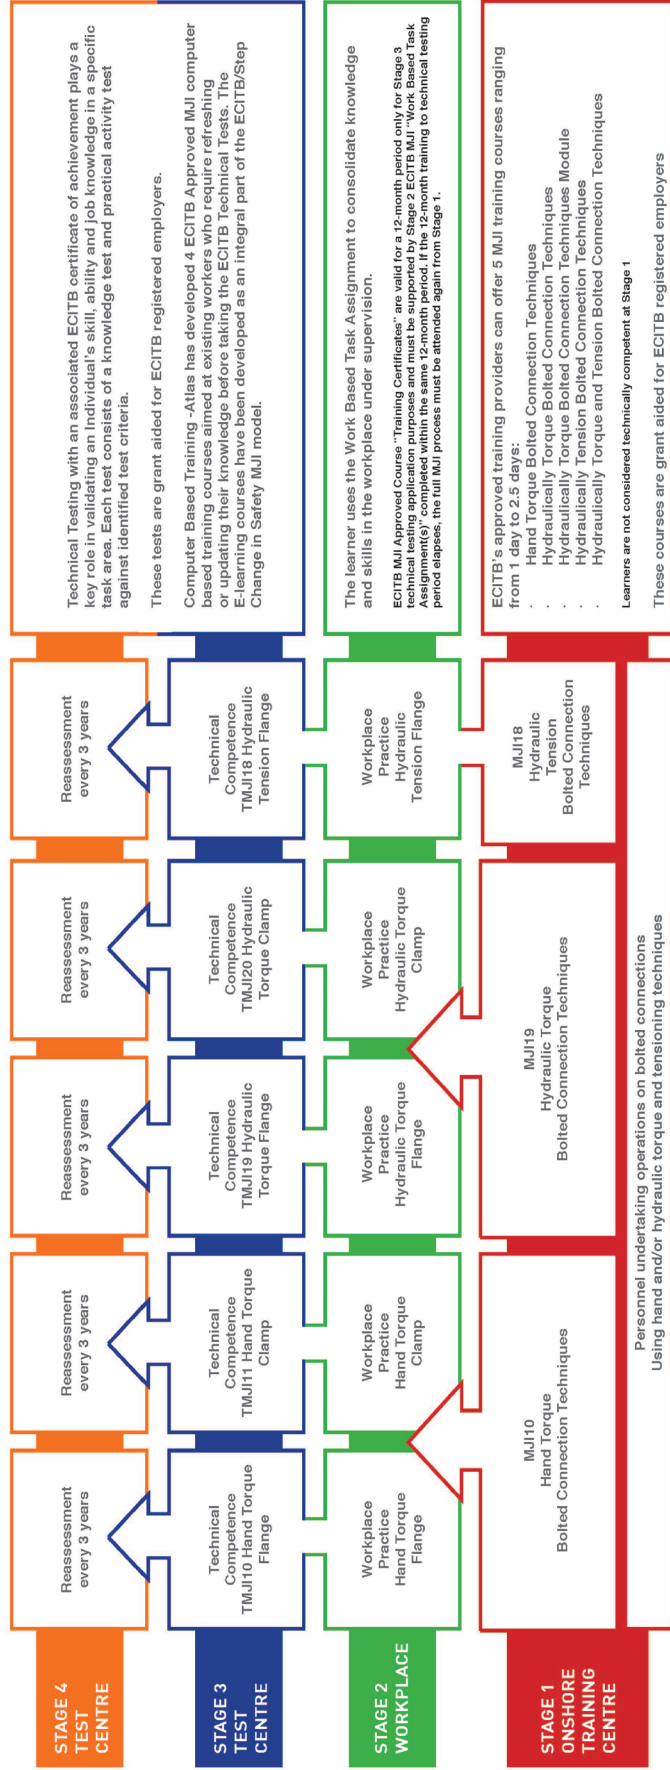 STAGE 4
TEST
CENTRE
Reassessment
every 3 years
Reassessment
every 3 years
Reassessment
every 3 years
Reassessment
every 3 years
Reassessment
every 3 years
Technical Testing with an associated ECITB certificate of achievement plays a
key role in validating an Individual's skill, ability and job knowledge in a specific
task area. Each test consists of a knowledge test and practical activity test
against identified test criteria.
These tests are grant aided for ECITB registered employers.
Computer Based Training -Atlas has developed 4 ECITB Approved MJI computer
based training courses aimed at existing workers who require refreshing
or updating their knowledge before taking the ECITB Technical Tests. The
E-learning courses have been developed as an integral part of the ECITB/Step
Change in Safety MJI model.
STAGE 3
TEST
CENTRE
Technical
Competence
TMJI10 Hand Torque
Flange
Technical
Competence
TMJI11 Hand Torque
Clamp
Technical
Competence
TMJI19 Hydraulic
Torque Flange
Technical
Competence
TMJI20 Hydraulic
Torque Clamp
Technical
Competence
TMJI18 Hydraulic
Tension Flange
STAGE 2
WORKPLACE
Workplace
Practice
Hand Torque
Flange
Workplace
Practice
Hand Torque
Clamp
Workplace
Practice
Hydraulic Torque
Flange
Workplace
Practice
Hydraulic Torque
Clamp
Workplace
Practice
Hydraulic
Tension Flange
The learner uses the Work Based Task Assignment to consolidate knowledge
and skills in the workplace under supervision.
ECITB MJI Approved Course "Training Certificates" are valid for a 12-month period only for Stage 3
technical testing application purposes and must be supported by Stage 2 ECITB MJI "Work Based Task
Assignment(s)" completed within the same 12-month period. If the 12-month training to technical testing
period elapses, the full MJI process must be attended again from Stage 1.
STAGE 1
ONSHORE
TRAINING
CENTRE
MJI10
Hand Torque
Bolted Connection Techniques
MJI19
Hydraulic Torque
Bolted Connection Techniques
MJI18
Hydraulic
Tension
Bolted Connection
Techniques
ECITB's approved training providers can offer 5 MJI training courses ranging
from 1 day to 2.5 days:
· Hand Torque Bolted Connection Techniques
· Hydraulically Torque Bolted Connection Techniques
· Hydraulically Torque Bolted Connection Techniques Module
· Hydraulically Tension Bolted Connection Techniques
· Hydraulically Torque and Tension Bolted Connection Techniques
Learners are not considered technically competent at Stage 1
These courses are grant aided for ECITB registered employers
Personnel undertaking operations on bolted connections
Using hand and/or hydraulic torque and tensioning techniques